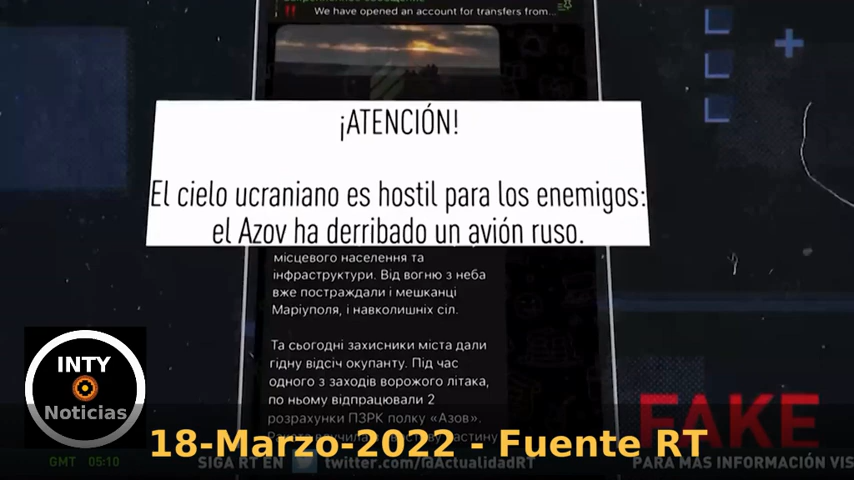 We have opened an account for transfers from...
¡ATENCIÓN!
El cielo ucraniano es hostil para los enemigos:
el Azov ha derribado un avión ruso.
місцевого населення та
інфраструктури. Від вогню з неба
вже постраждали і мешканці
Маріуполя, і навколишніх сіл.
Та сьогодні захисники міста дали
гідну відсіч окупанту. Під час
одного з заходів ворожого літака,
по ньому відпрацювали 2
розрахунки ПЗРК полку «Азов».
INTY
Noticias
FAKE
18-Marzo-2022 - Fuente RT
GMT 05:10
SIGA RT EN
twitter.com/@ActualidadRT
PARA MÁS INFORMACIÓN VIS